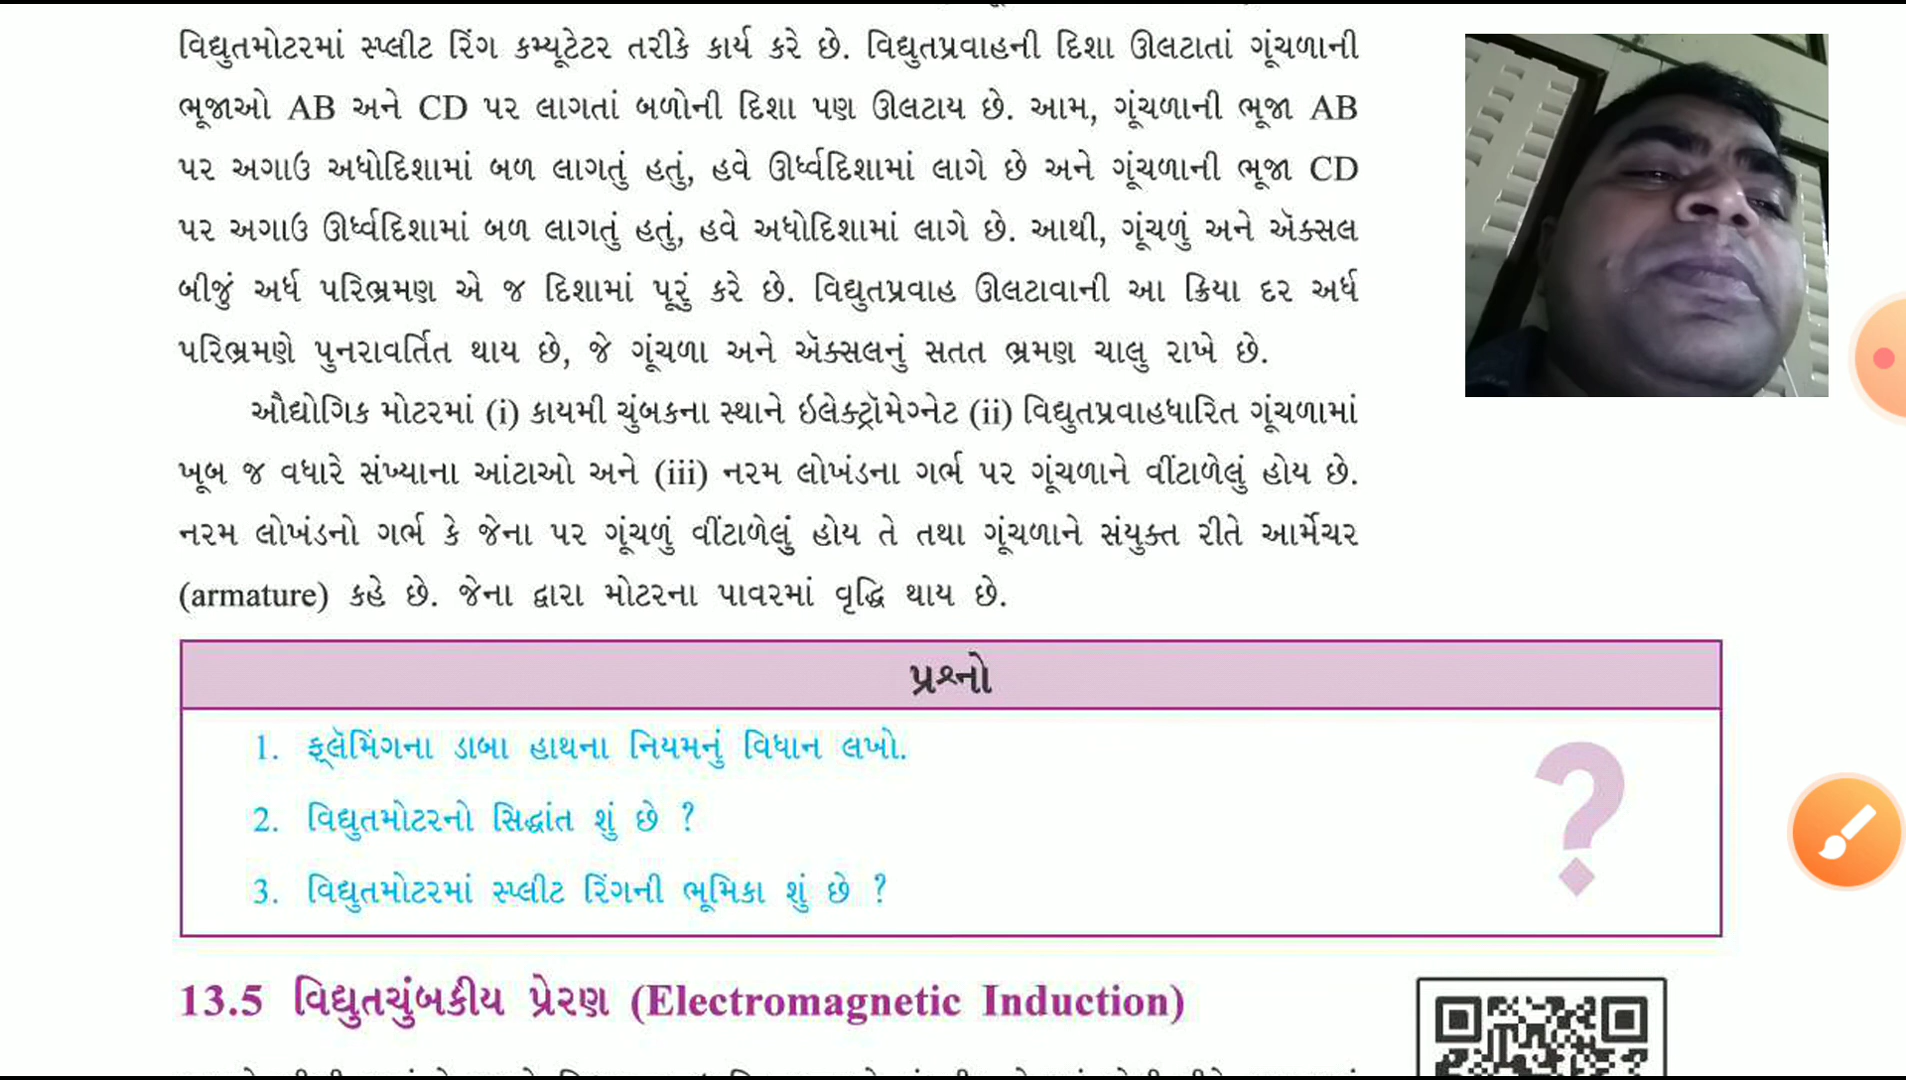 વિદ્યુતમોટરમાં સ્પ્લીટ રિંગ કમ્યૂટેટર તરીકે કાર્ય કરે છે. વિદ્યુતપ્રવાહની દિશા ઊલટાતાં ગૂંચળાની
ભૂજાઓ AB અને CD પર લાગતાં બળોની દિશા પણ ઊલટાય છે. આમ, ગૂંચળાની ભૂજા AB
પર અગાઉ અધોદિશામાં બળ લાગતું હતું, હવે ઊર્ધ્વદિશામાં લાગે છે અને ગૂંચળાની ભૂજા CD
પર અગાઉ ઊર્ધ્વદિશામાં બળ લાગતું હતું, હવે અધોદિશામાં લાગે છે. આથી, ગૂંચળું અને ઍક્સલ
બીજું અર્ધ પરિભ્રમણ એ જ દિશામાં પૂરું કરે છે. વિદ્યુતપ્રવાહ ઊલટાવાની આ ક્રિયા દર અર્ધ
પરિભ્રમણે પુનરાવર્તિત થાય છે, જે ગૂંચળા અને ઍક્સલનું સતત ભ્રમણ ચાલુ રાખે છે.
ઔદ્યોગિક મોટરમાં (i) કાયમી ચુંબકના સ્થાને ઇલેક્ટ્રૉમેગ્નેટ (ii) વિદ્યુતપ્રવાહધારિત ગૂંચળામાં
ખૂબ જ વધારે સંખ્યાના આંટાઓ અને (iii) નરમ લોખંડના ગર્ભ પર ગૂંચળાને વીંટાળેલું હોય છે.
નરમ લોખંડનો ગર્ભ કે જેના પર ગૂંચળું વીંટાળેલું હોય તે તથા ગૂંચળાને સંયુક્ત રીતે આર્મેચર
(armature) કહે છે. જેના દ્વારા મોટરના પાવરમાં વૃદ્ધિ થાય છે.
પ્રશ્નો
1. ફ્લૅમિંગના ડાબા હાથના નિયમનું વિધાન લખો.
2. વિદ્યુતમોટરનો સિદ્ધાંત શું છે ?
3. વિદ્યુતમોટરમાં સ્પ્લીટ રિંગની ભૂમિકા શું છે ?
?
13.5 વિદ્યુતચુંબકીય પ્રેરણ (Electromagnetic Induction)